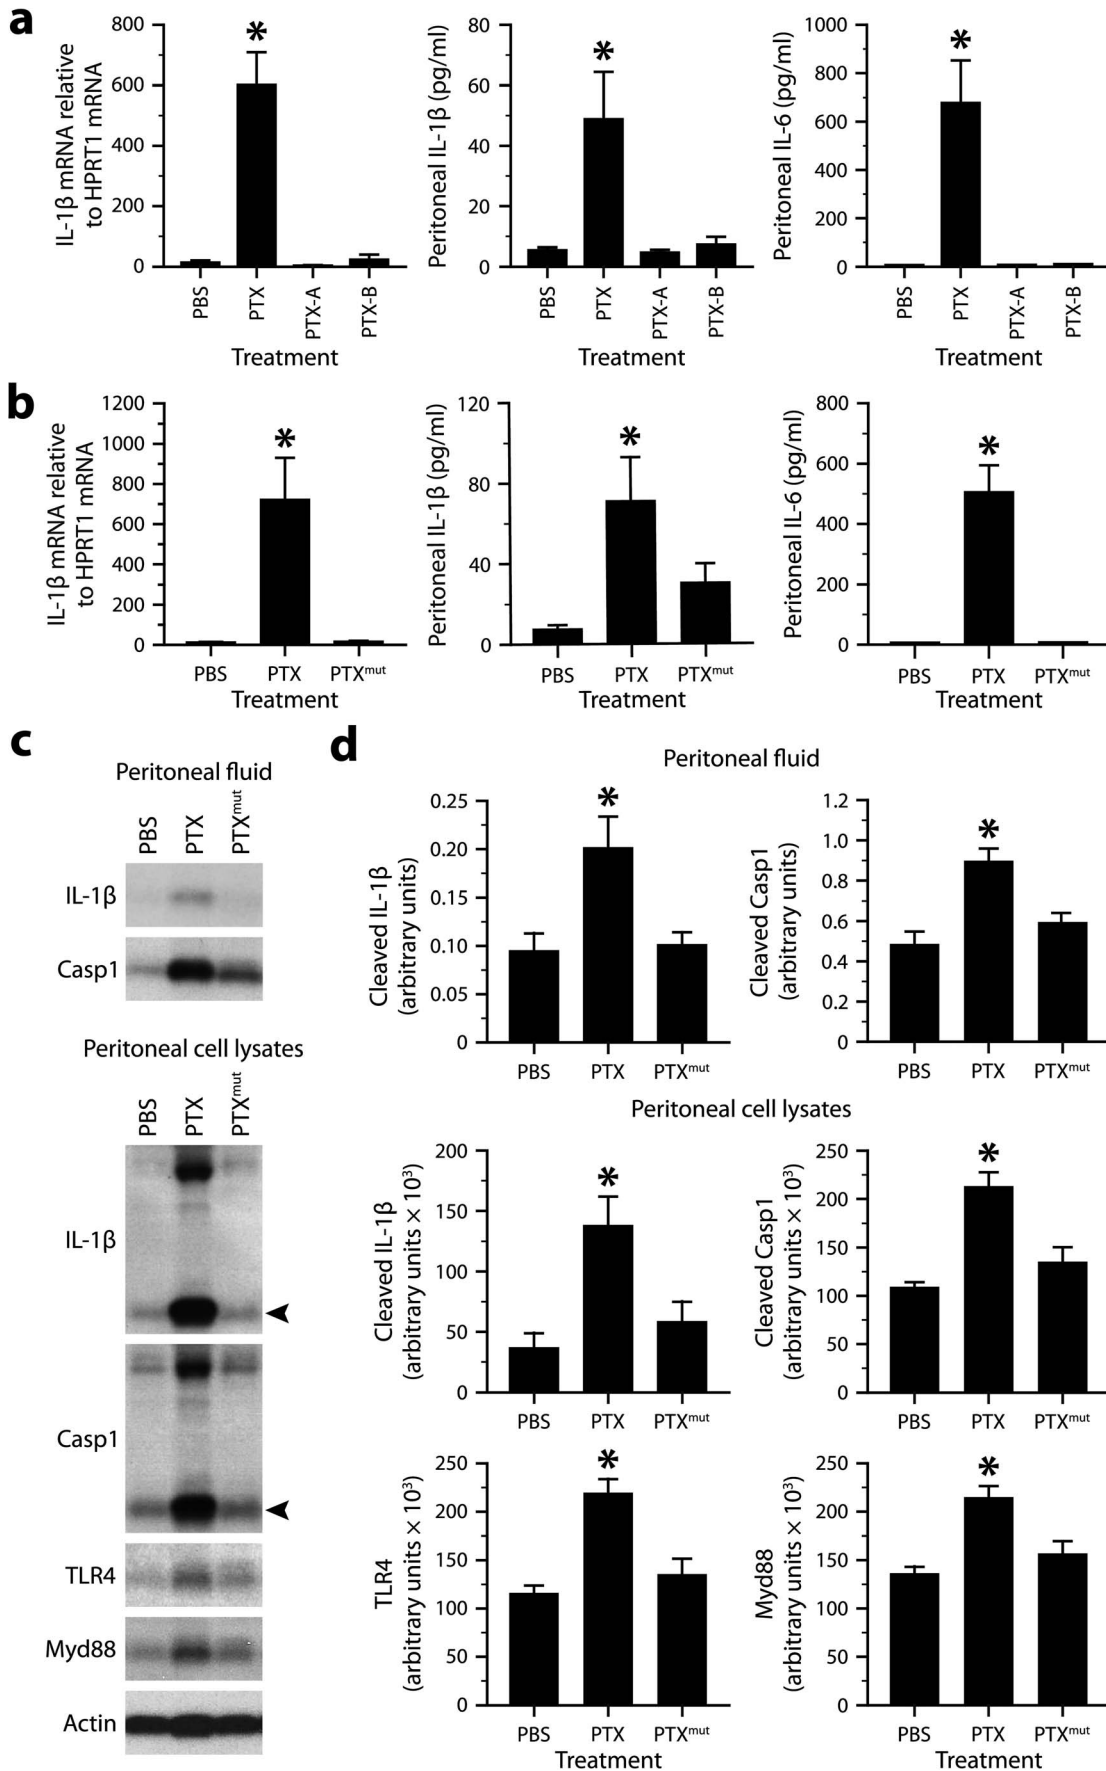 a
IL-1β mRNA relative
to HPRT1 mRNA
800
600
400
200
0
*
PBS
PTX
PTX-A
PTX-B
Treatment
Peritoneal IL-1β (pg/ml)
80
60
40
20
0
*
PBS
PTX
PTX-A
PTX-B
Treatment
Peritoneal IL-6 (pg/ml)
1000
800
600
400
200
0
*
PBS
PTX
PTX-A
PTX-B
Treatment
b
IL-1β mRNA relative
to HPRT1 mRNA
1200
1000
800
600
400
200
0
*
PBS PTX PTXmut
Treatment
Peritoneal IL-1β (pg/ml)
120
80
40
0
*
PBS PTX PTXmut
Treatment
Peritoneal IL-6 (pg/ml)
800
600
400
200
0
*
PBS PTX PTXmut
Treatment
c
Peritoneal fluid
PBS
PTX
PTXmut
IL-1β
Casp1
Peritoneal cell lysates
PBS
PTX
PTXmut
IL-1β
Casp1
TLR4
Myd88
Actin
d
Peritoneal fluid
Cleaved IL-1β
(arbitrary units)
0.25
0.20
0.15
0.10
0.05
0
*
PBS PTX PTXmut
Cleaved Casp1
(arbitrary units)
1.2
1.0
0.8
0.6
0.4
0.2
0
*
PBS PTX PTXmut
Peritoneal cell lysates
Cleaved IL-1β
(arbitrary units × 10³)
200
150
100
50
0
*
PBS PTX PTXmut
Cleaved Casp1
(arbitrary units × 10³)
250
200
150
100
50
0
*
PBS PTX PTXmut
TLR4
(arbitrary units × 10³)
250
200
150
100
50
0
*
PBS PTX PTXmut
Treatment
Myd88
(arbitrary units × 10³)
250
200
150
100
50
0
*
PBS PTX PTXmut
Treatment